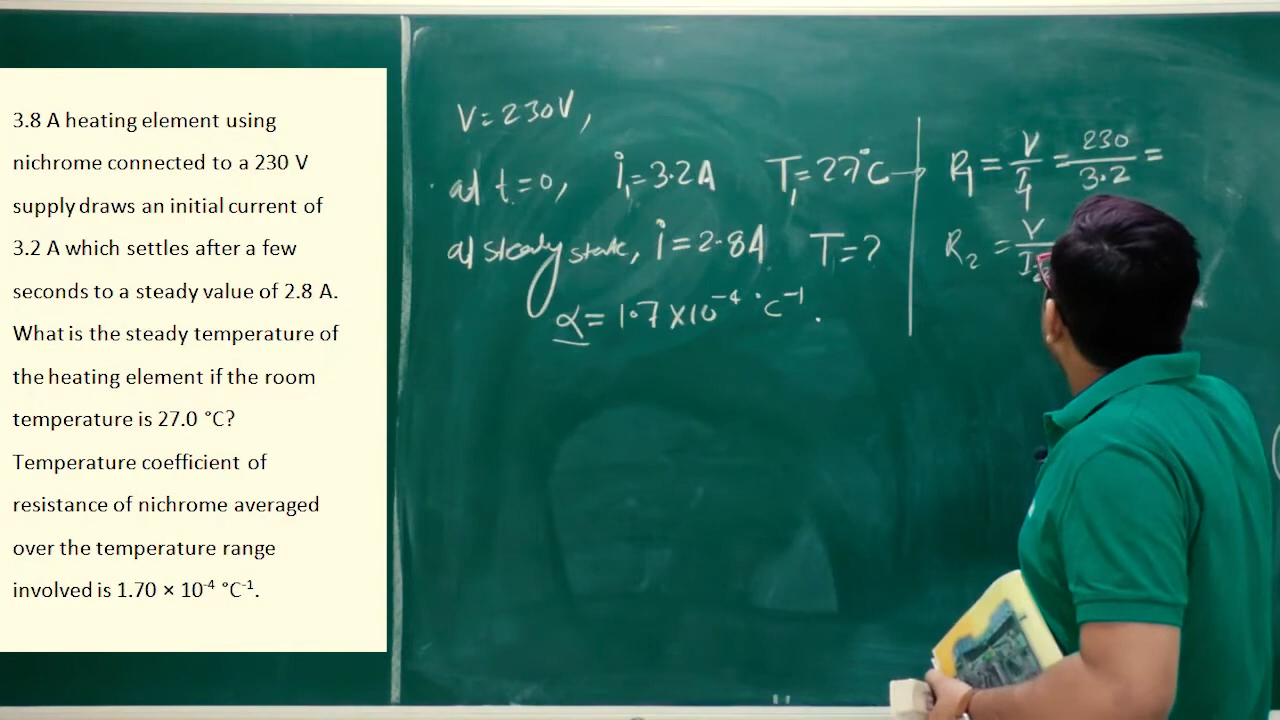 3.8 A heating element using
nichrome connected to a 230 V
supply draws an initial current of
3.2 A which settles after a few
seconds to a steady value of 2.8 A.
What is the steady temperature of
the heating element if the room
temperature is 27.0 °C?
Temperature coefficient of
resistance of nichrome averaged
over the temperature range
involved is 1.70 × 10⁻⁴ °C⁻¹.
V = 230V,
at t=0, i₁=3.2A T₁=27°C →
at steady state, i = 2.8A T=?
α = 1.7 × 10⁻⁴ °C⁻¹.
R₁ = V/I₁ = 230/3.2 =
R₂ = V/I₂